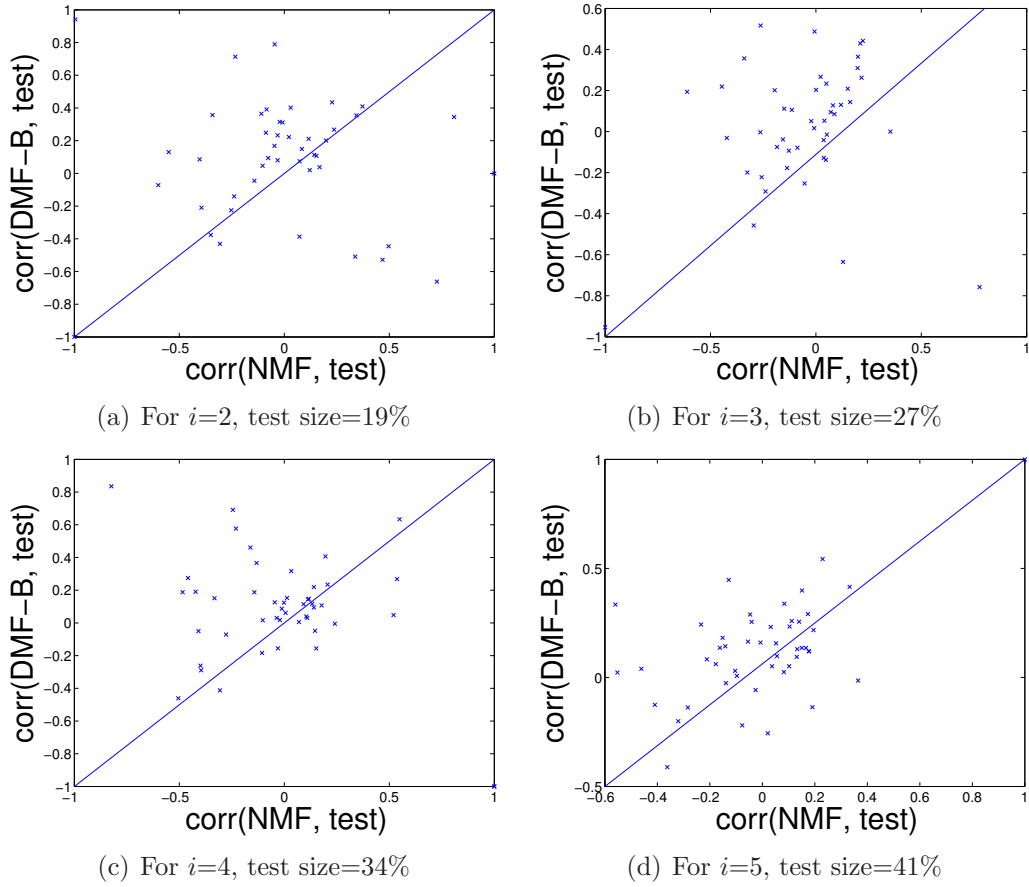 1
0.8
0.6
0.4
0.2
0
−0.2
−0.4
−0.6
−0.8
−1
corr(DMF−B, test)
−1 −0.5 0 0.5 1
corr(NMF, test)
(a) For i=2, test size=19%
0.6
0.4
0.2
0
−0.2
−0.4
−0.6
−0.8
−1
corr(DMF−B, test)
−1 −0.5 0 0.5 1
corr(NMF, test)
(b) For i=3, test size=27%
1
0.8
0.6
0.4
0.2
0
−0.2
−0.4
−0.6
−0.8
−1
corr(DMF−B, test)
−1 −0.5 0 0.5 1
corr(NMF, test)
(c) For i=4, test size=34%
1
0.5
0
−0.5
corr(DMF−B, test)
−0.6 −0.4 −0.2 0 0.2 0.4 0.6 0.8 1
corr(NMF, test)
(d) For i=5, test size=41%